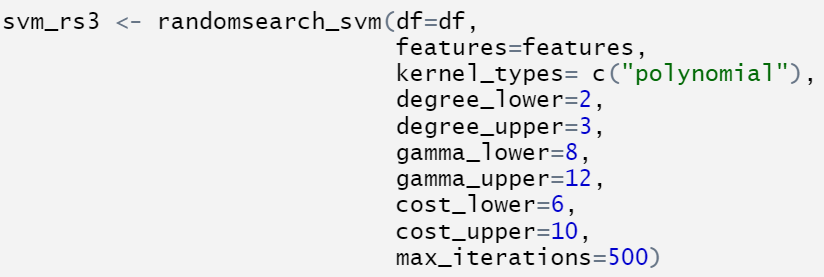 svm_rs3 <- randomsearch_svm(df=df,
features=features,
kernel_types= c("polynomial"),
degree_lower=2,
degree_upper=3,
gamma_lower=8,
gamma_upper=12,
cost_lower=6,
cost_upper=10,
max_iterations=500)